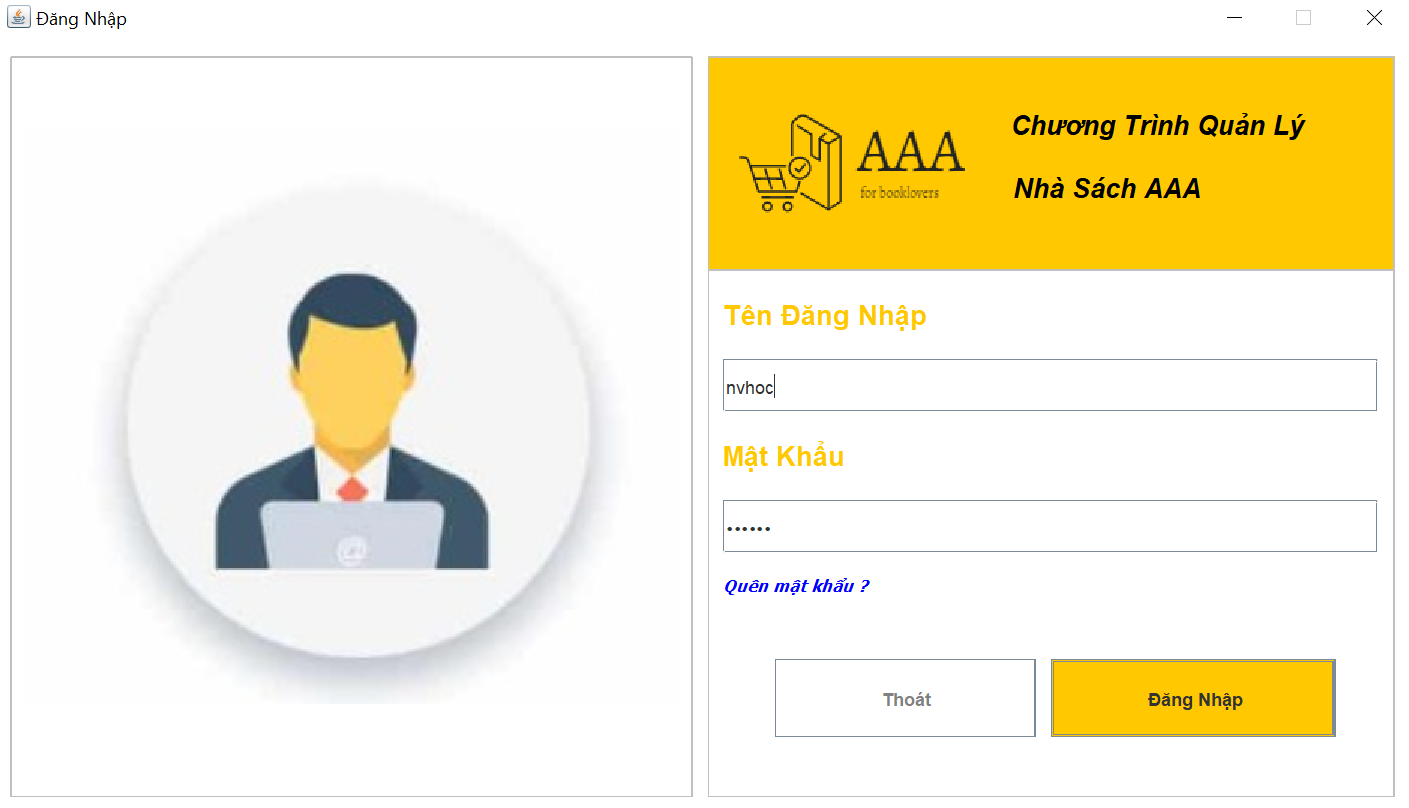 Đăng Nhập
AAA
for booklovers
Chương Trình Quản Lý
Nhà Sách AAA
Tên Đăng Nhập
nvhoc
Mật Khẩu
••••••
Quên mật khẩu ?
Thoát
Đăng Nhập